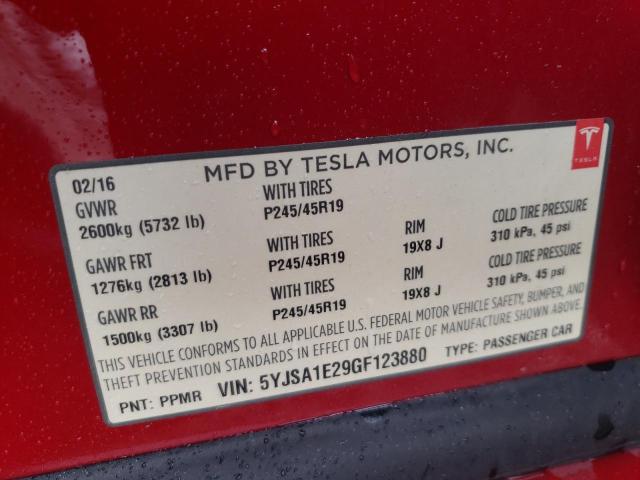 MFD BY TESLA MOTORS, INC.
TESLA
02/16
GVWR WITH TIRES
2600kg (5732 lb) P245/45R19
GAWR FRT WITH TIRES RIM COLD TIRE PRESSURE
1276kg (2813 lb) P245/45R19 19X8 J 310 kPa, 45 psi
GAWR RR WITH TIRES RIM COLD TIRE PRESSURE
1500kg (3307 lb) P245/45R19 19X8 J 310 kPa, 45 psi
THIS VEHICLE CONFORMS TO ALL APPLICABLE U.S. FEDERAL MOTOR VEHICLE SAFETY, BUMPER, AND
THEFT PREVENTION STANDARDS IN EFFECT ON THE DATE OF MANUFACTURE SHOWN ABOVE.
PNT: PPMR VIN: 5YJSA1E29GF123880 TYPE: PASSENGER CAR